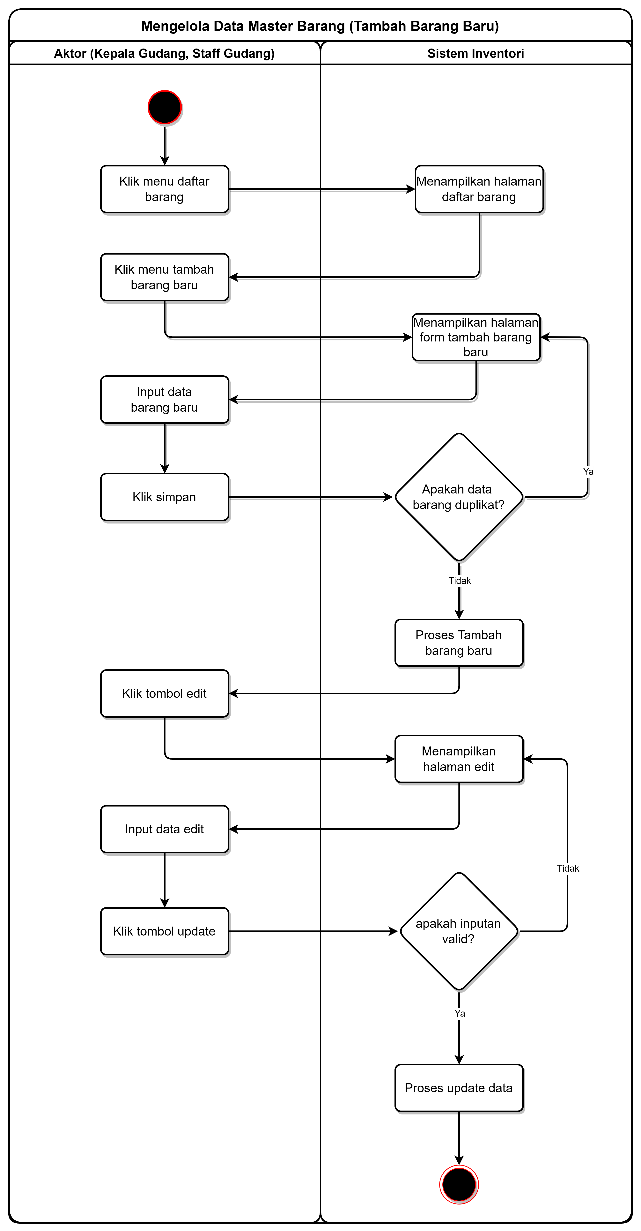 Mengelola Data Master Barang (Tambah Barang Baru)
Aktor (Kepala Gudang, Staff Gudang)
Sistem Inventori
Klik menu daftar
barang
Menampilkan halaman
daftar barang
Klik menu tambah
barang baru
Menampilkan halaman
form tambah barang
baru
Input data
barang baru
Klik simpan
Apakah data
barang duplikat?
Ya
Tidak
Proses Tambah
barang baru
Klik tombol edit
Menampilkan
halaman edit
Input data edit
Tidak
Klik tombol update
apakah inputan
valid?
Ya
Proses update data